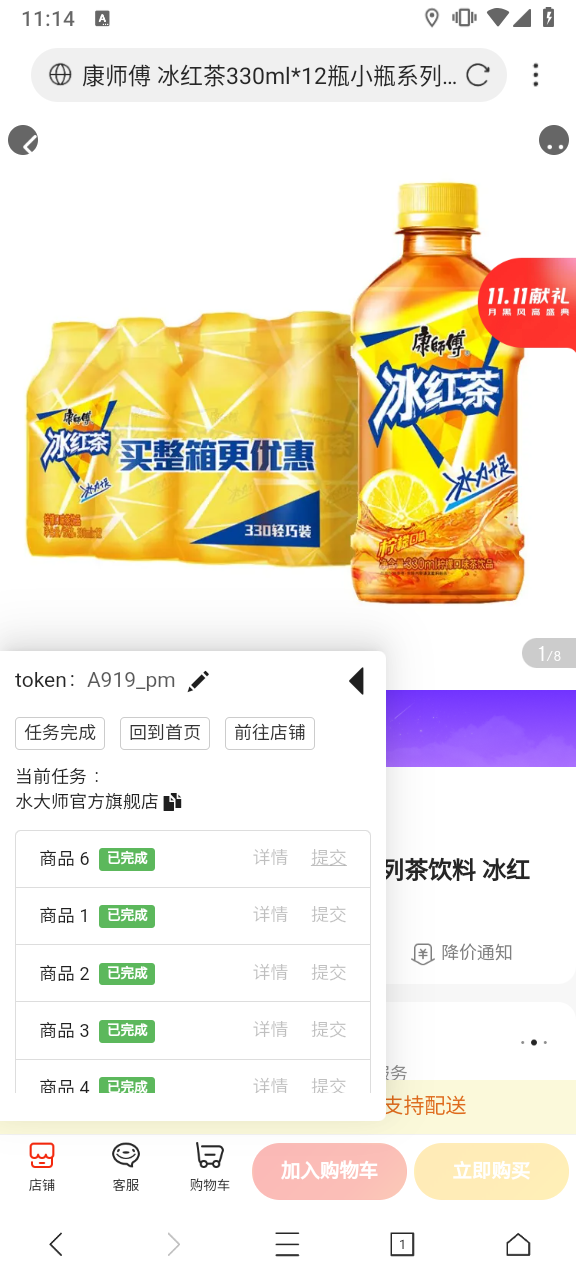 11:14
A
康师傅 冰红茶330ml*12瓶小瓶系列...
11.11献礼
月黑风高盛典
康师傅
冰红茶
冰力十足
柠檬口味
康师傅
冰红茶
冰力十足
买整箱更优惠
330轻巧装
1/8
token： A919_pm
任务完成 回到首页 前往店铺
当前任务：
水大师官方旗舰店
商品 6 已完成 详情 提交
商品 1 已完成 详情 提交
商品 2 已完成 详情 提交
商品 3 已完成 详情 提交
商品 4 已完成 详情 提交
列茶饮料 冰红
降价通知
服务
支持配送
店铺 客服 购物车 加入购物车 立即购买
1